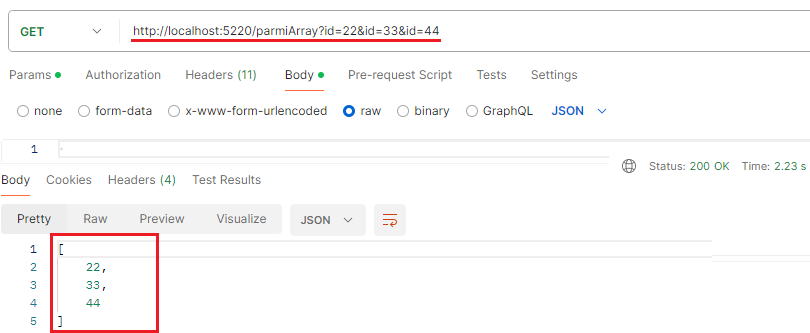 GET http://localhost:5220/parmiArray?id=22&id=33&id=44
Params Authorization Headers (11) Body Pre-request Script Tests Settings
none form-data x-www-form-urlencoded raw binary GraphQL JSON
1
Status: 200 OK Time: 2.23 s
Body Cookies Headers (4) Test Results
Pretty Raw Preview Visualize JSON
1 [
2 22,
3 33,
4 44
5 ]